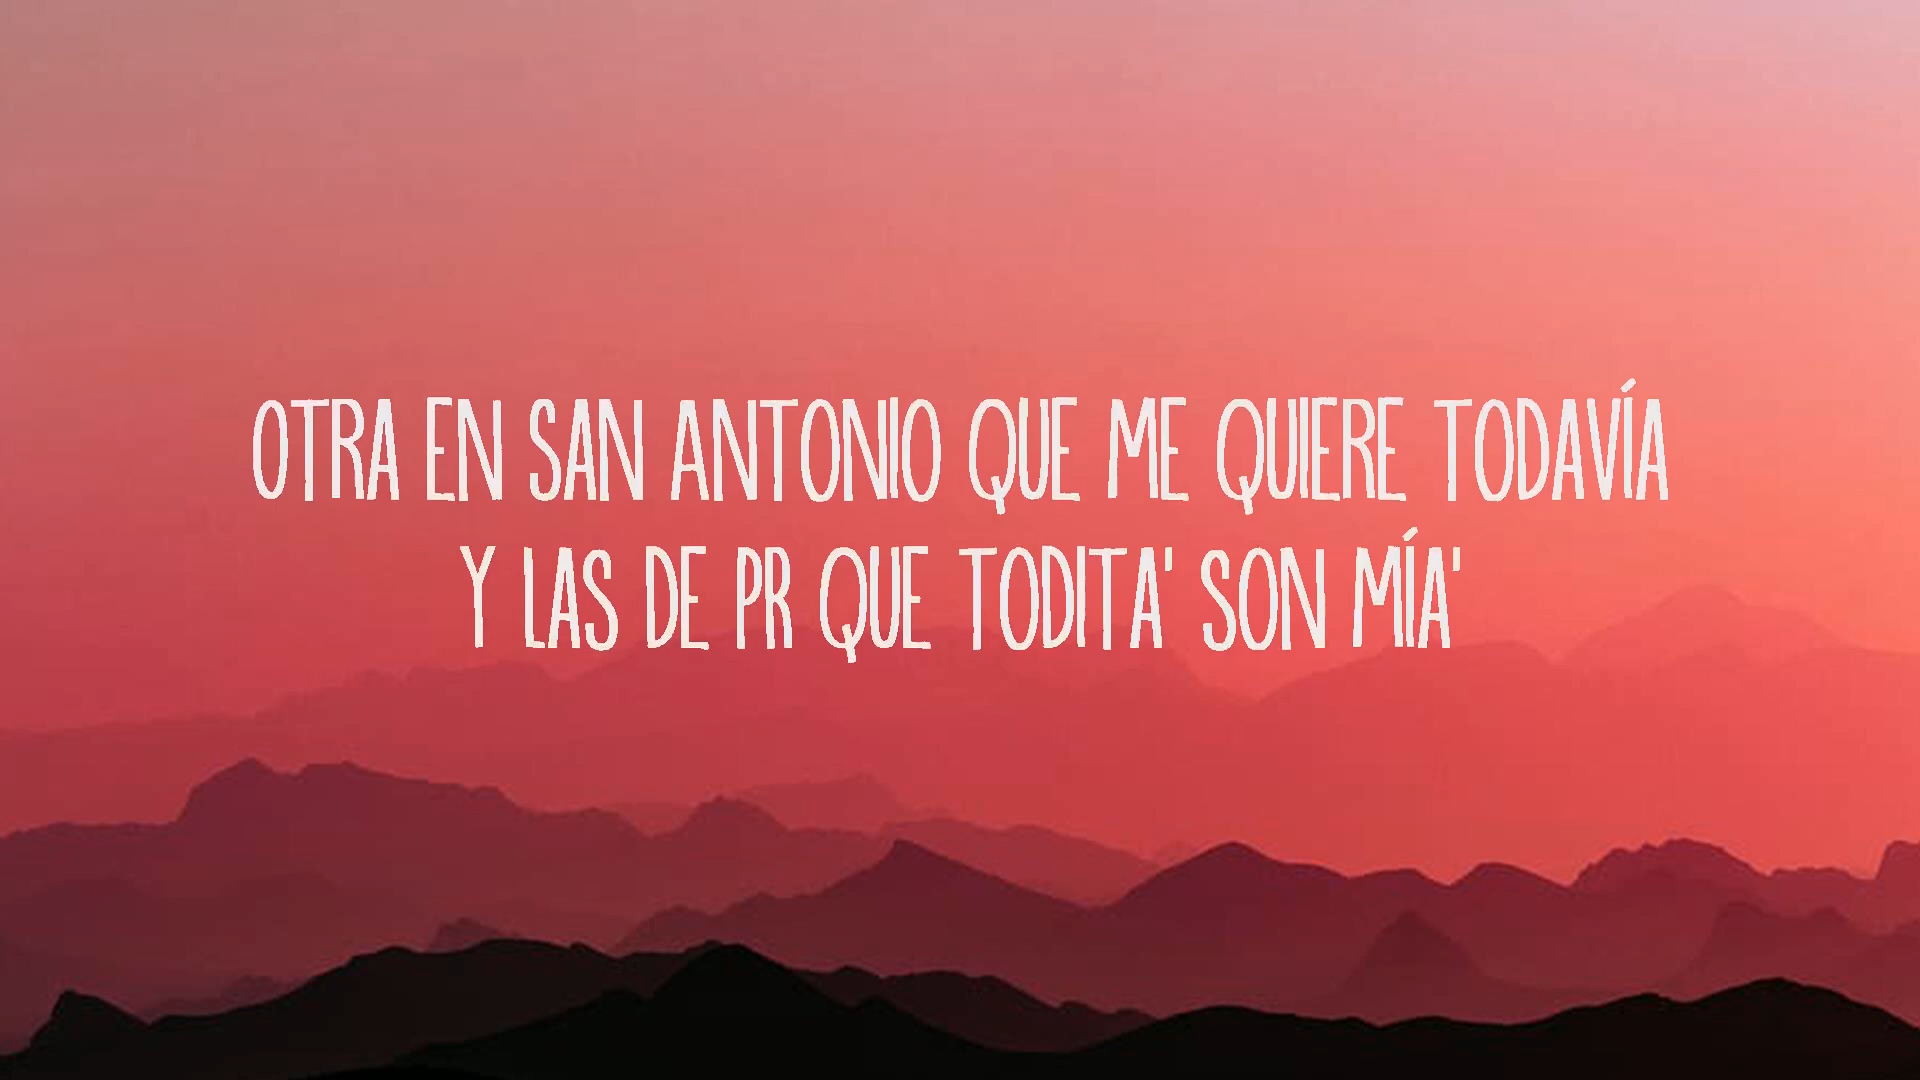 OTRA EN SAN ANTONIO QUE ME QUIERE TODAVÍA
Y LAS DE PR QUE TODITA' SON MÍA'